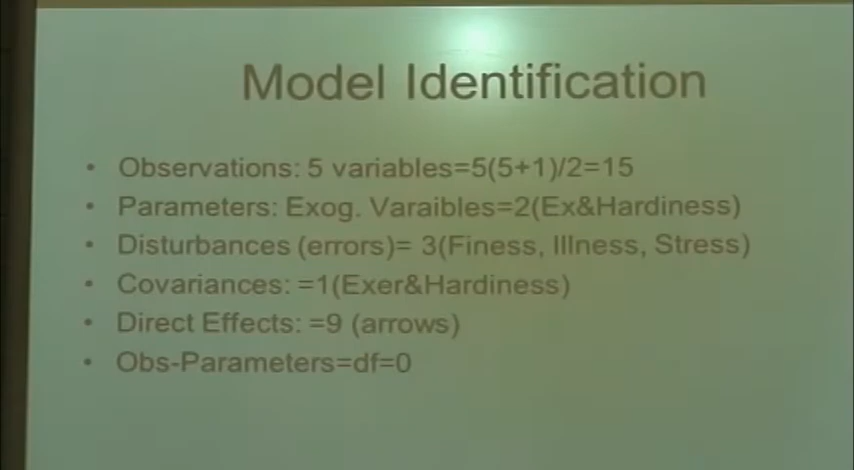 Model Identification
• Observations: 5 variables=5(5+1)/2=15
• Parameters: Exog. Varaibles=2(Ex&Hardiness)
• Disturbances (errors)= 3(Finess, Illness, Stress)
• Covariances: =1(Exer&Hardiness)
• Direct Effects: =9 (arrows)
• Obs-Parameters=df=0